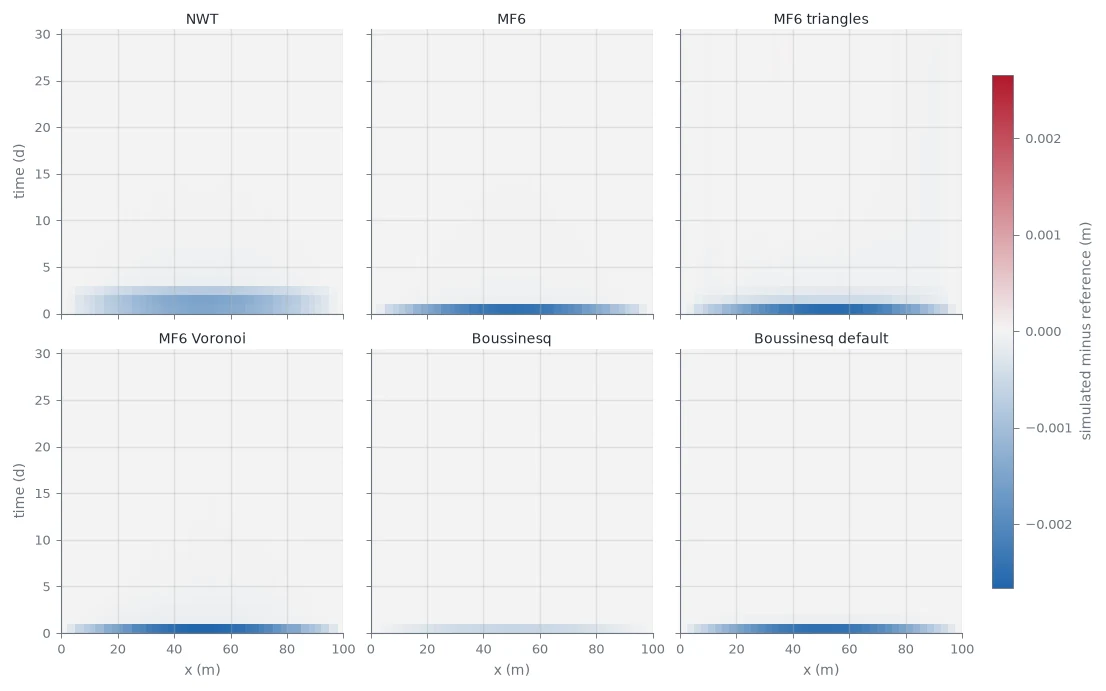 NWT
MF6
MF6 triangles
30
25
20
15
10
5
0
time (d)
0.002
0.001
0.000
−0.001
−0.002
simulated minus reference (m)
MF6 Voronoi
Boussinesq
Boussinesq default
30
25
20
15
10
5
0
time (d)
0 20 40 60 80 100
0 20 40 60 80 100
0 20 40 60 80 100
x (m)
x (m)
x (m)